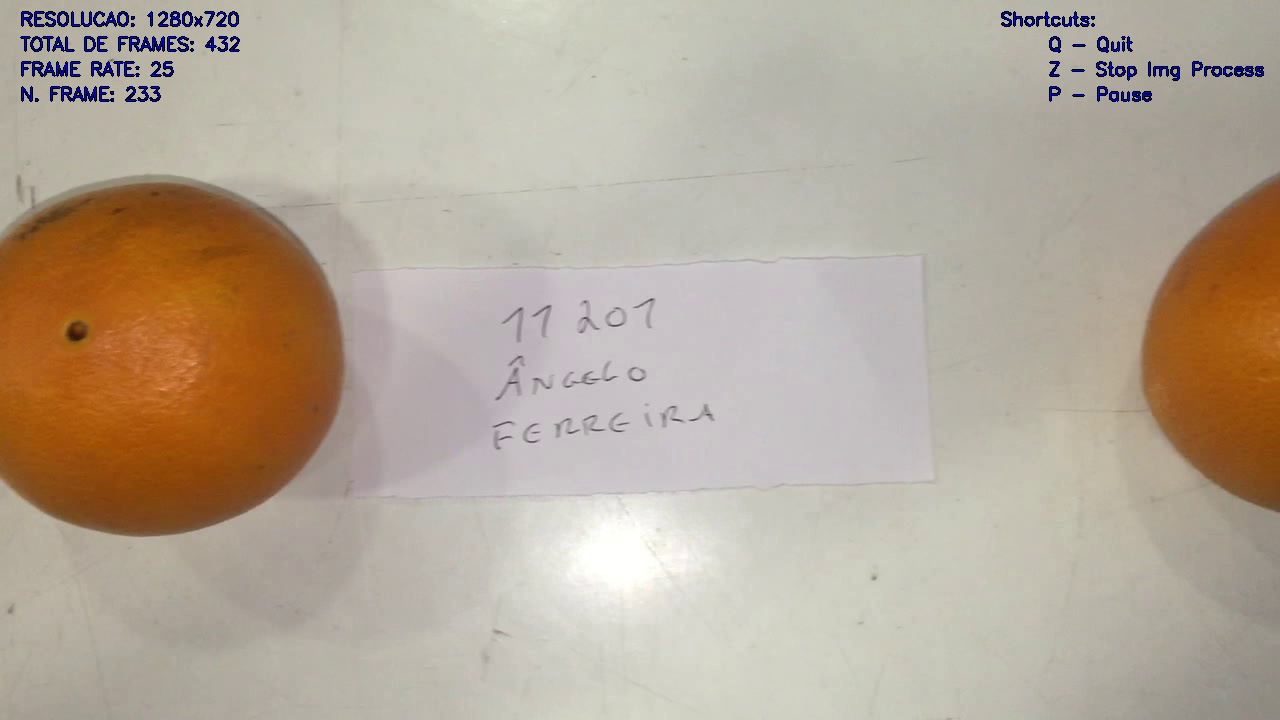 RESOLUCAO: 1280x720
TOTAL DE FRAMES: 432
FRAME RATE: 25
N. FRAME: 233
Shortcuts:
Q - Quit
Z - Stop Img Process
P - Pause
11 201
ÂNGELO
FERREIRA